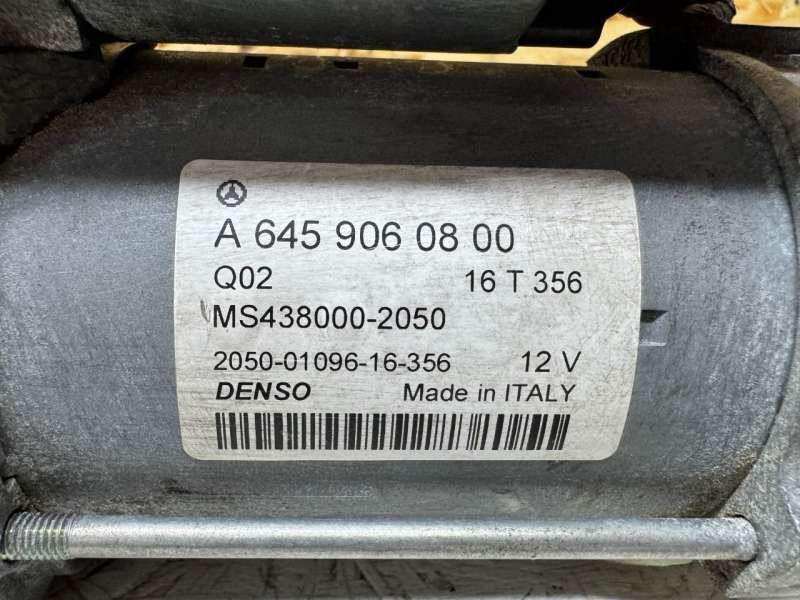 A 645 906 08 00
Q02 16 T 356
MS438000-2050
2050-01096-16-356 12 V
DENSO Made in ITALY